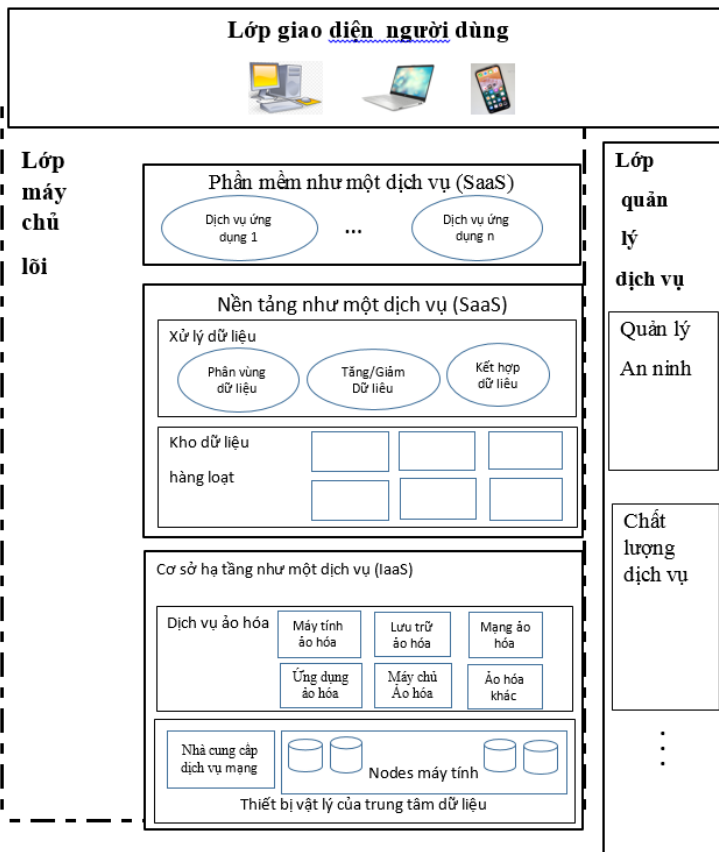 Lớp giao diện người dùng
Lớp
máy
chủ
lõi
Phần mềm như một dịch vụ (SaaS)
Dịch vụ ứng
dụng 1
...
Dịch vụ ứng
dụng n
Nền tảng như một dịch vụ (SaaS)
Xử lý dữ liệu
Phân vùng
dữ liệu
Tăng/Giảm
Dữ liêu
Kết hợp
dữ liêu
Kho dữ liệu
hàng loạt
Cơ sở hạ tầng như một dịch vụ (IaaS)
Dịch vụ ảo hóa
Máy tính
ảo hóa
Lưu trữ
ảo hóa
Mạng ảo
hóa
Ứng dụng
ảo hóa
Máy chủ
Ảo hóa
Ảo hóa
khác
Nhà cung cấp
dịch vụ mạng
Nodes máy tính
Thiết bị vật lý của trung tâm dữ liệu
Lớp
quản
lý
dịch vụ
Quản lý
An ninh
Chất
lượng
dịch vụ
...